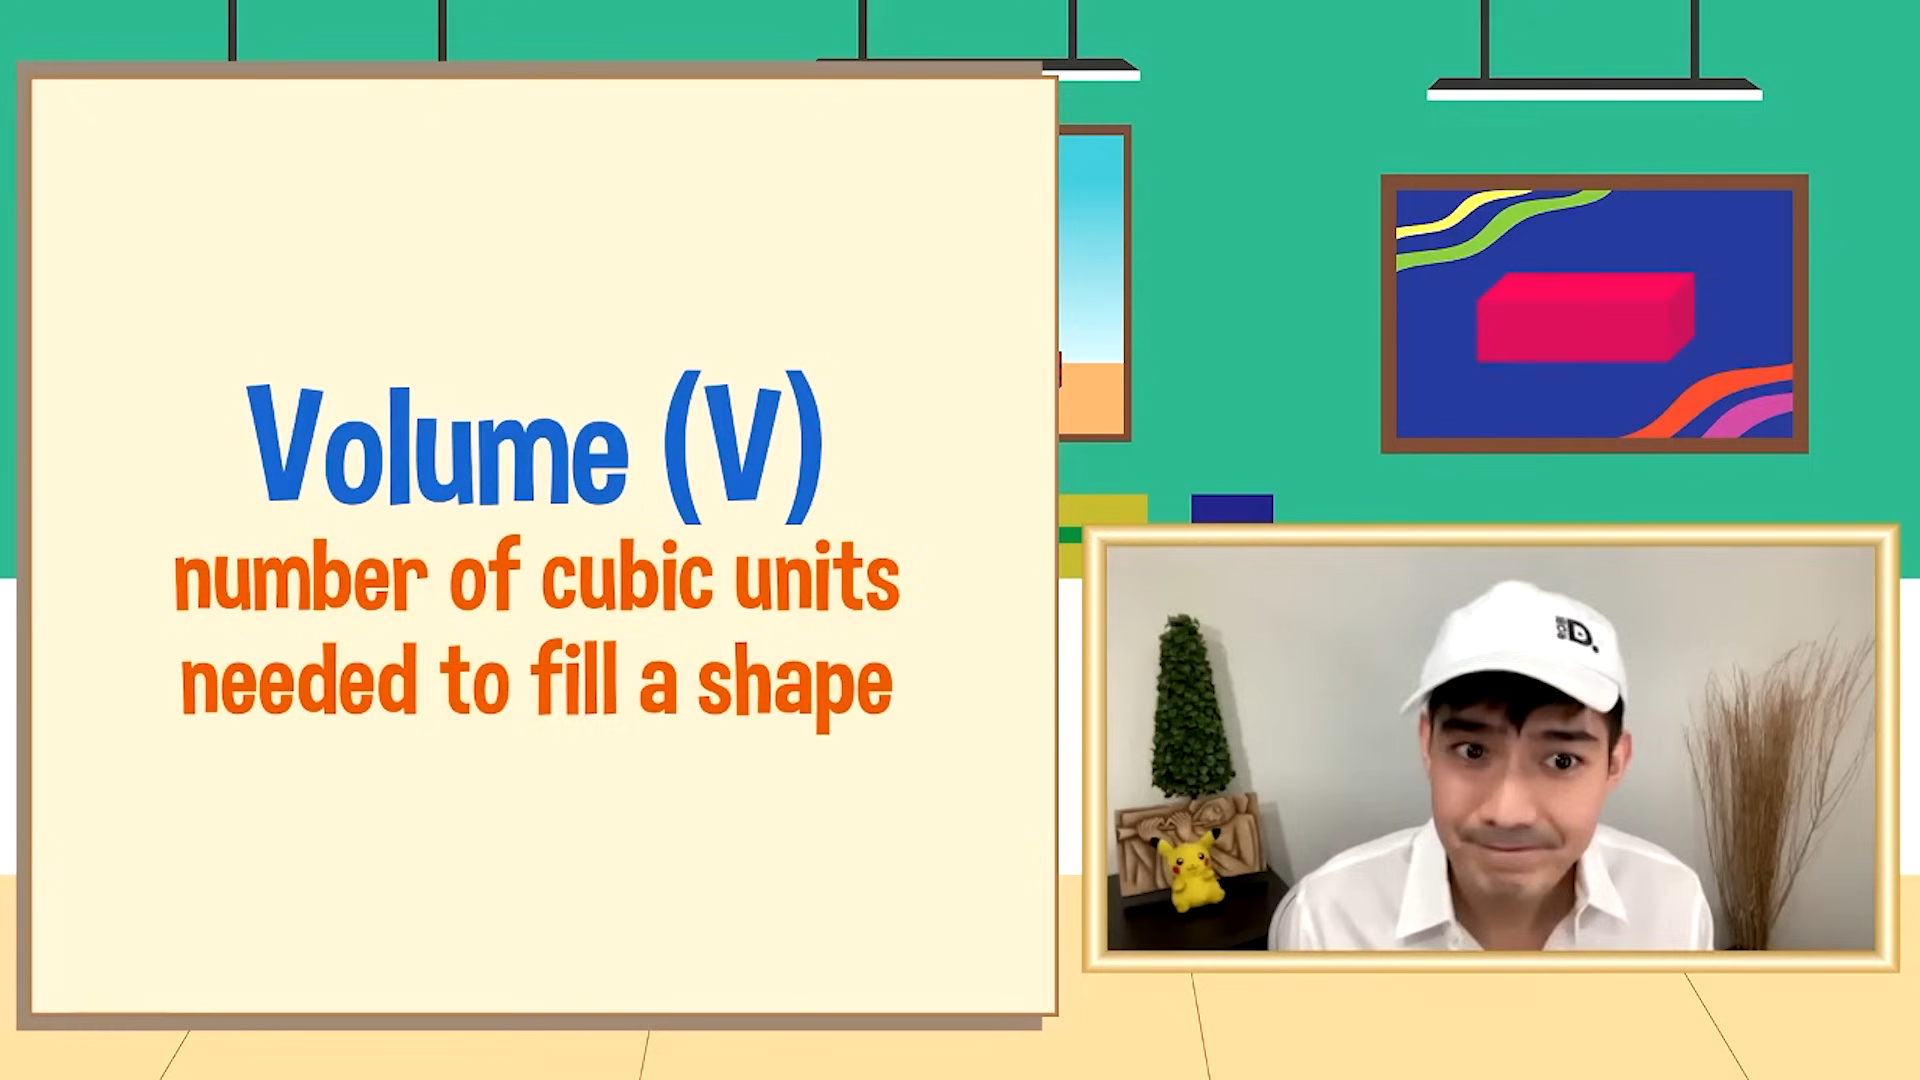 Volume (V)
number of cubic units
needed to fill a shape
D.